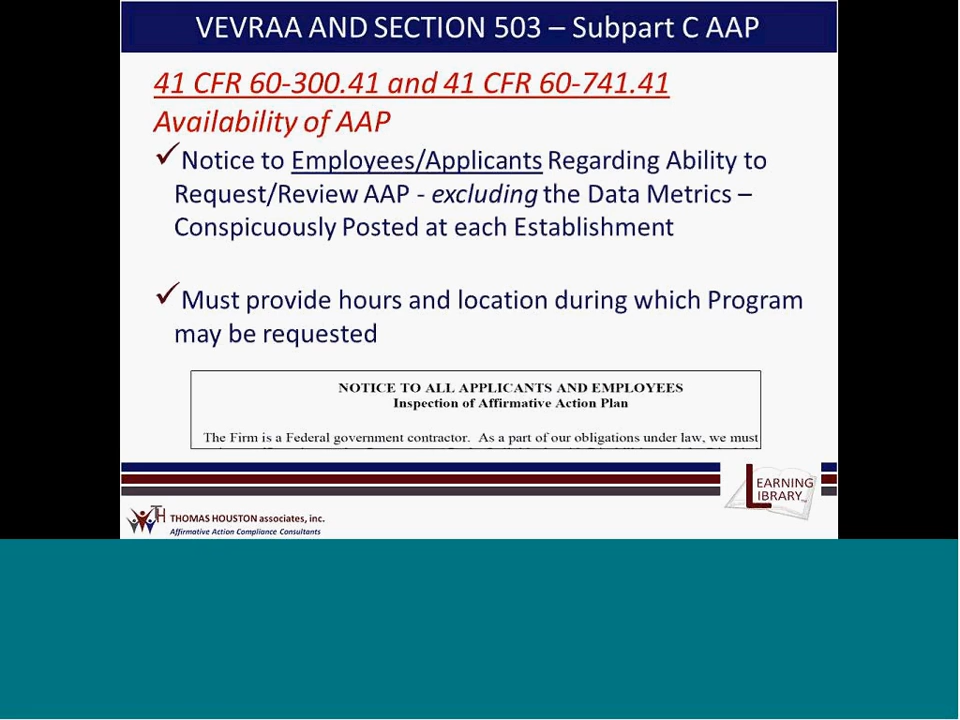 VEVRAA AND SECTION 503 – Subpart C AAP
41 CFR 60-300.41 and 41 CFR 60-741.41
Availability of AAP
✓Notice to Employees/Applicants Regarding Ability to
Request/Review AAP - excluding the Data Metrics –
Conspicuously Posted at each Establishment
✓Must provide hours and location during which Program
may be requested
NOTICE TO ALL APPLICANTS AND EMPLOYEES
Inspection of Affirmative Action Plan
The Firm is a Federal government contractor. As a part of our obligations under law, we must
LEARNING
LIBRARY
TH THOMAS HOUSTON associates, inc.
Affirmative Action Compliance Consultants